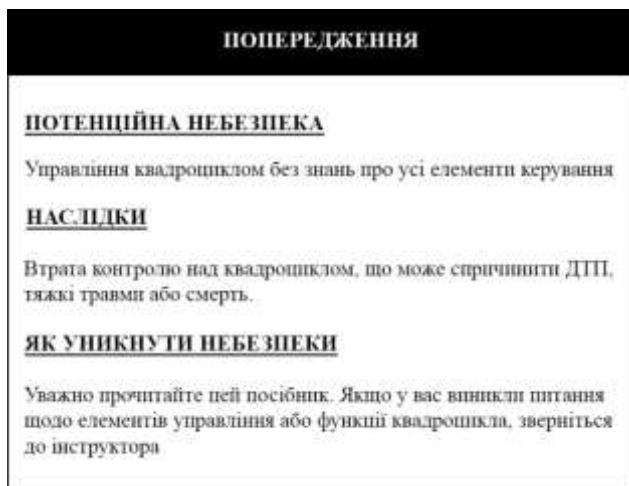 ПОПЕРЕДЖЕННЯ
ПОТЕНЦІЙНА НЕБЕЗПЕКА
Управління квадроциклом без знань про усі елементи керування
НАСЛІДКИ
Втрата контролю над квадроциклом, що може спричинити ДТП,
тяжкі травми або смерть.
ЯК УНИКНУТИ НЕБЕЗПЕКИ
Уважно прочитайте цей посібник. Якщо у вас виникли питання
щодо елементів управління або функції квадроцикла, зверніться
до інструктора